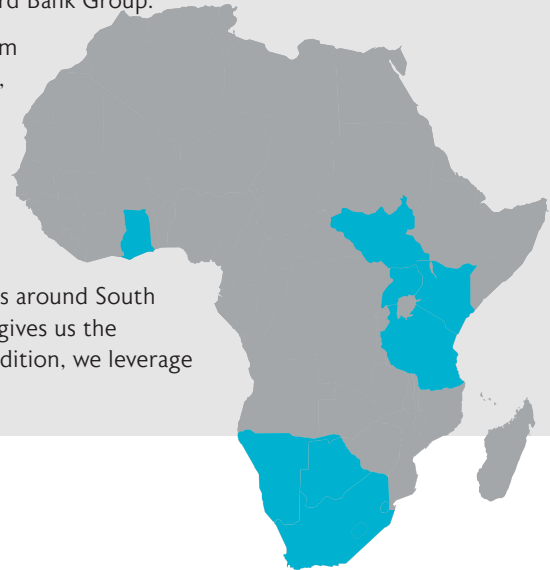 rd Bank Group.
m
,
s around South
gives us the
dition, we leverage